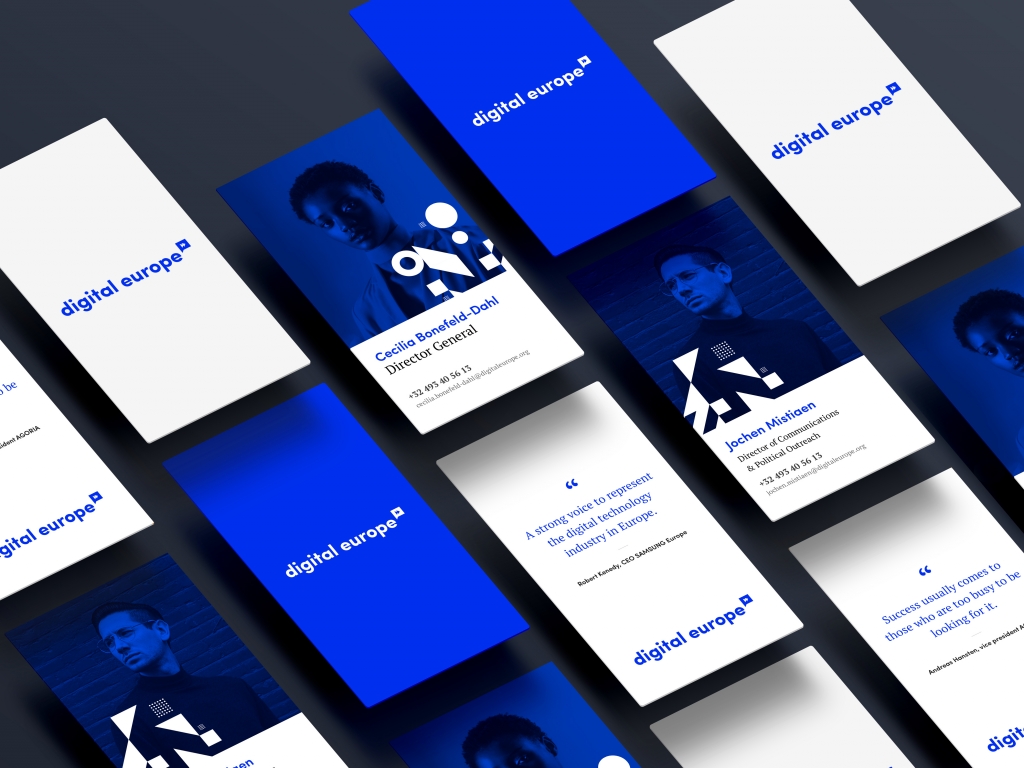 digital europe
digital europe
digital europe
Cecilia Bonefeld-Dahl
Director General
+32 493 40 56 13
cecilia.bonefeld-dahl@digitaleurope.org
Jochen Mistiaen
Director of Communications
& Political Outreach
+32 493 40 56 13
jochen.mistiaen@digitaleurope.org
o be
sident AGORIA
gital europe
digital europe
“
A strong voice to represent
the digital technology
industry in Europe.
Robert Kenedy, CEO SAMSUNG Europe
digital europe
“
Success usually comes to
those who are too busy to be
looking for it.
Andreas Hansten, vice president A
digit
iaen